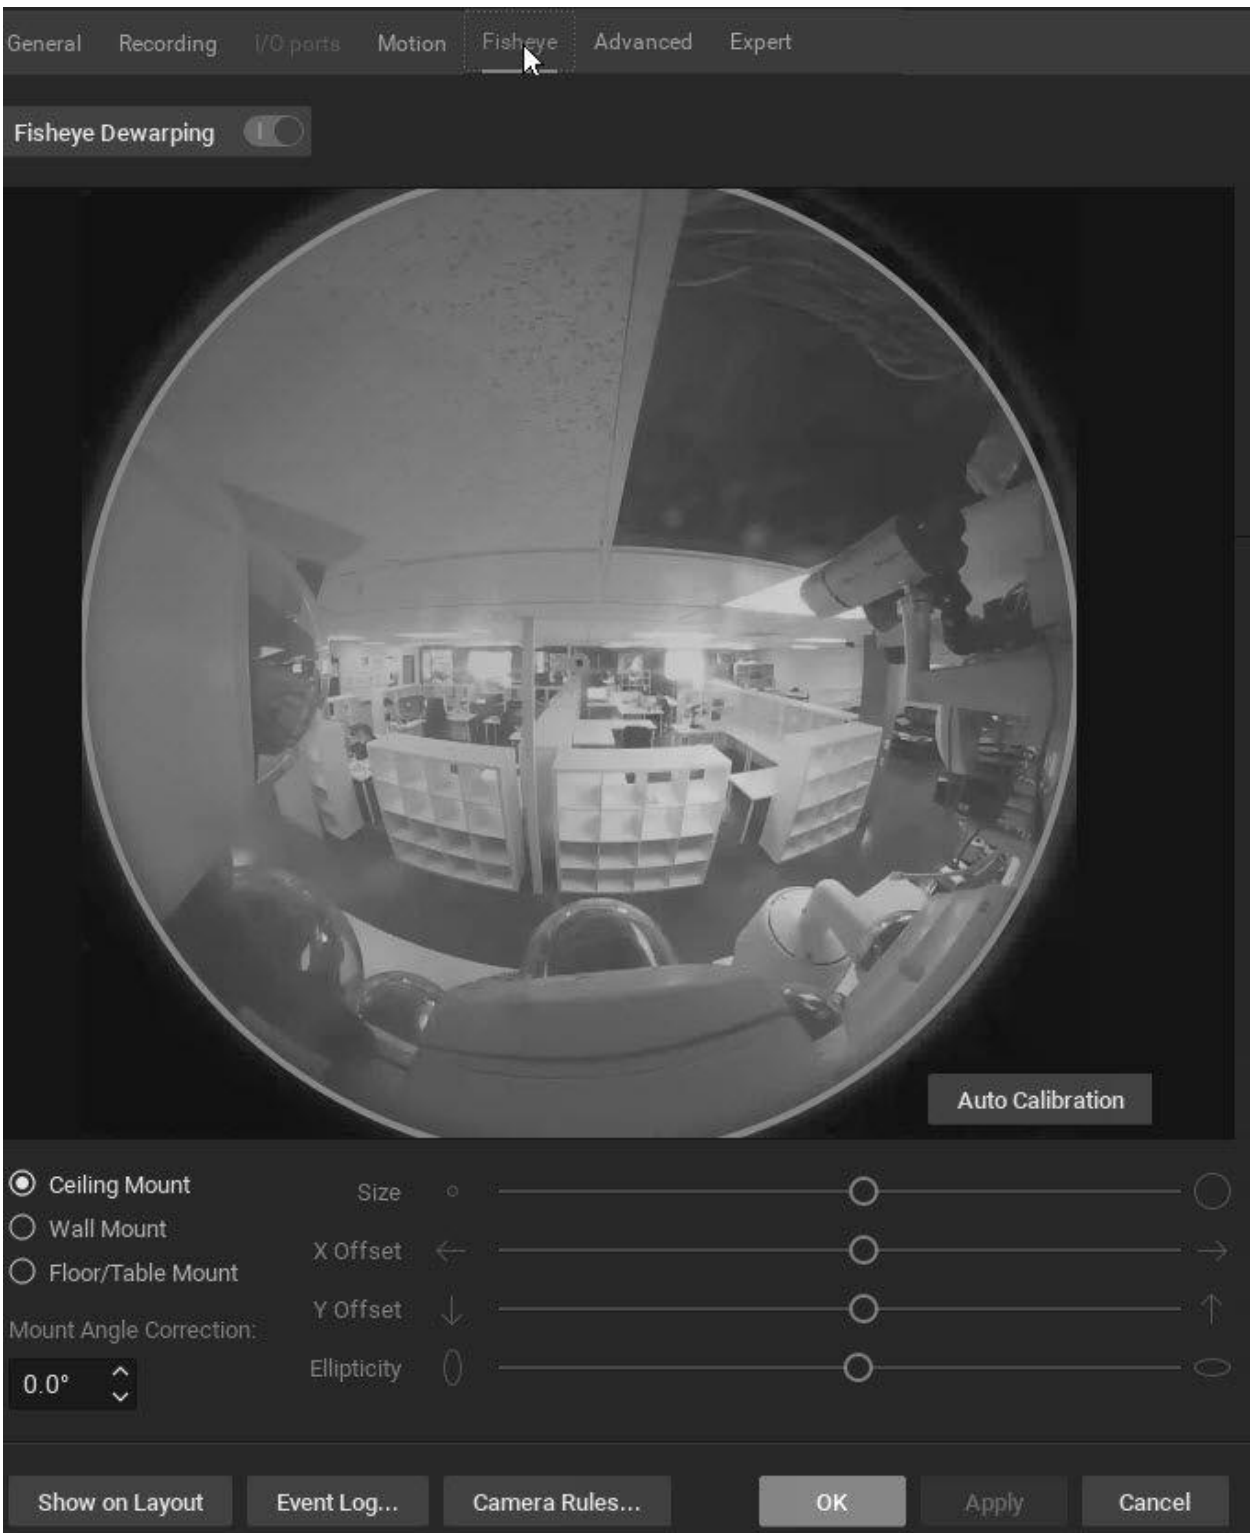 General Recording I/O ports Motion Fisheye Advanced Expert
Fisheye Dewarping
Auto Calibration
Ceiling Mount
Wall Mount
Floor/Table Mount
Mount Angle Correction:
0.0°
Size
X Offset
Y Offset
Ellipticity
Show on Layout Event Log... Camera Rules... OK Apply Cancel